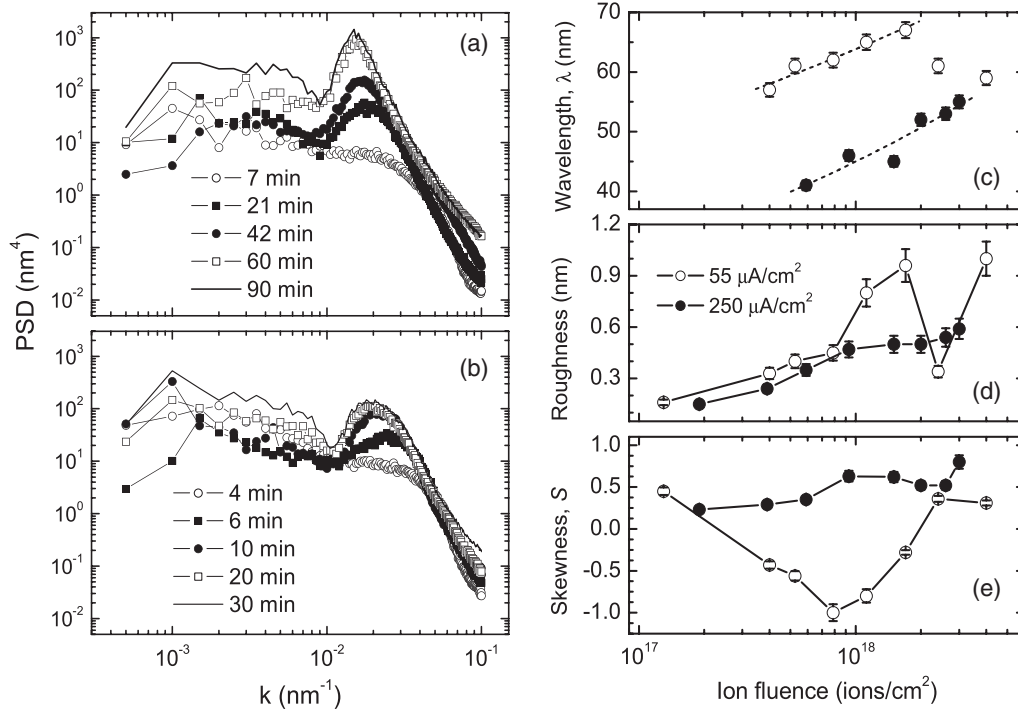 (a)
PSD (nm⁴)
10³
10²
10¹
10⁰
10⁻¹
10⁻²
7 min
21 min
42 min
60 min
90 min
(b)
10³
10²
10¹
10⁰
10⁻¹
10⁻²
4 min
6 min
10 min
20 min
30 min
10⁻³
10⁻²
10⁻¹
k (nm⁻¹)
Wavelength, λ (nm)
70
60
50
40
(c)
Roughness (nm)
1.2
0.9
0.6
0.3
55 μA/cm²
250 μA/cm²
(d)
Skewness, S
1.0
0.5
0.0
-0.5
-1.0
(e)
10¹⁷
10¹⁸
Ion fluence (ions/cm²)